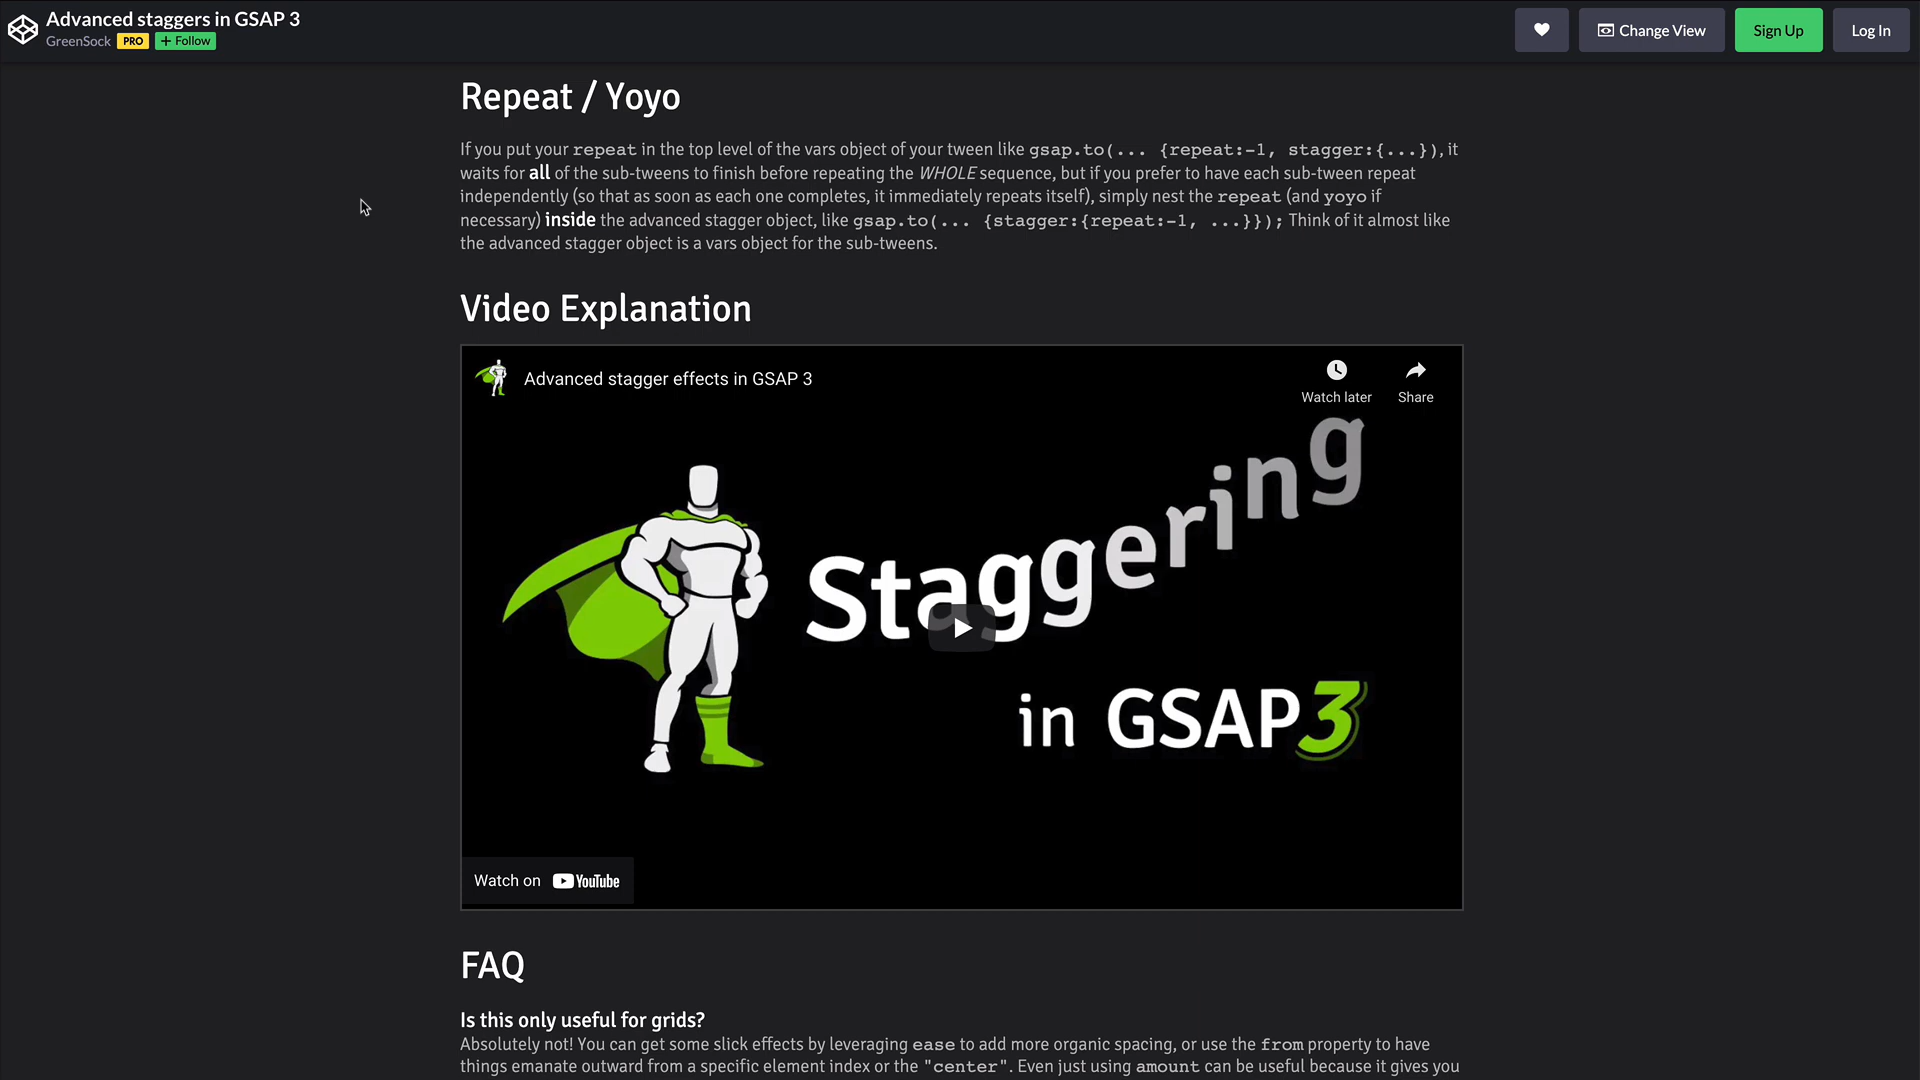 Advanced staggers in GSAP 3
GreenSock PRO + Follow
Change View
Sign Up
Log In
Repeat / Yoyo
If you put your repeat in the top level of the vars object of your tween like gsap.to(... {repeat:-1, stagger:{...}), it
waits for all of the sub-tweens to finish before repeating the WHOLE sequence, but if you prefer to have each sub-tween repeat
independently (so that as soon as each one completes, it immediately repeats itself), simply nest the repeat (and yoyo if
necessary) inside the advanced stagger object, like gsap.to(... {stagger:{repeat:-1, ...}}); Think of it almost like
the advanced stagger object is a vars object for the sub-tweens.
Video Explanation
Advanced stagger effects in GSAP 3
Watch later
Share
Staggering
in GSAP3
Watch on YouTube
FAQ
Is this only useful for grids?
Absolutely not! You can get some slick effects by leveraging ease to add more organic spacing, or use the from property to have
things emanate outward from a specific element index or the "center". Even just using amount can be useful because it gives you